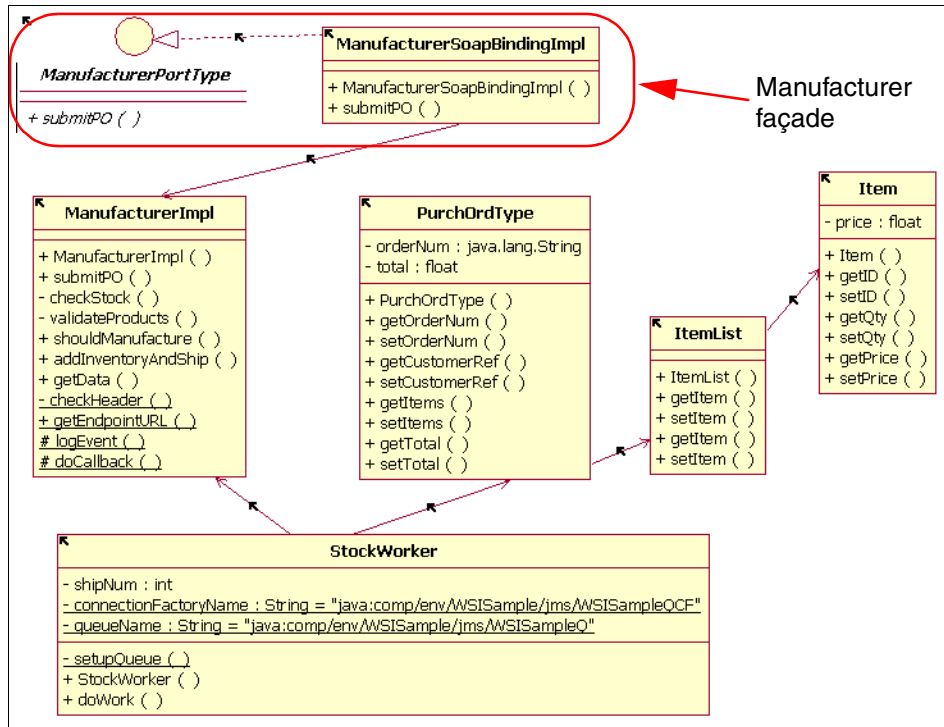 ManufacturerPortType
+ submitPO ( )
ManufacturerSoapBindingImpl
+ ManufacturerSoapBindingImpl ( )
+ submitPO ( )
Manufacturer
façade
ManufacturerImpl
+ ManufacturerImpl ( )
+ submitPO ( )
- checkStock ( )
- validateProducts ( )
+ shouldManufacture ( )
+ addInventoryAndShip ( )
+ getData ( )
- checkHeader ( )
+ getEndpointURL ( )
# logEvent ( )
# doCallback ( )
PurchOrdType
- orderNum : java.lang.String
- total : float
+ PurchOrdType ( )
+ getOrderNum ( )
+ setOrderNum ( )
+ getCustomerRef ( )
+ setCustomerRef ( )
+ getItems ( )
+ setItems ( )
+ getTotal ( )
+ setTotal ( )
ItemList
+ ItemList ( )
+ getItem ( )
+ setItem ( )
+ getItem ( )
+ setItem ( )
Item
- price : float
+ Item ( )
+ getID ( )
+ setID ( )
+ getQty ( )
+ setQty ( )
+ getPrice ( )
+ setPrice ( )
StockWorker
- shipNum : int
- connectionFactoryName : String = "java:comp/env/WSISample/jms/WSISampleQCF"
- queueName : String = "java:comp/env/WSISample/jms/WSISampleQ"
- setupQueue ( )
+ StockWorker ( )
+ doWork ( )